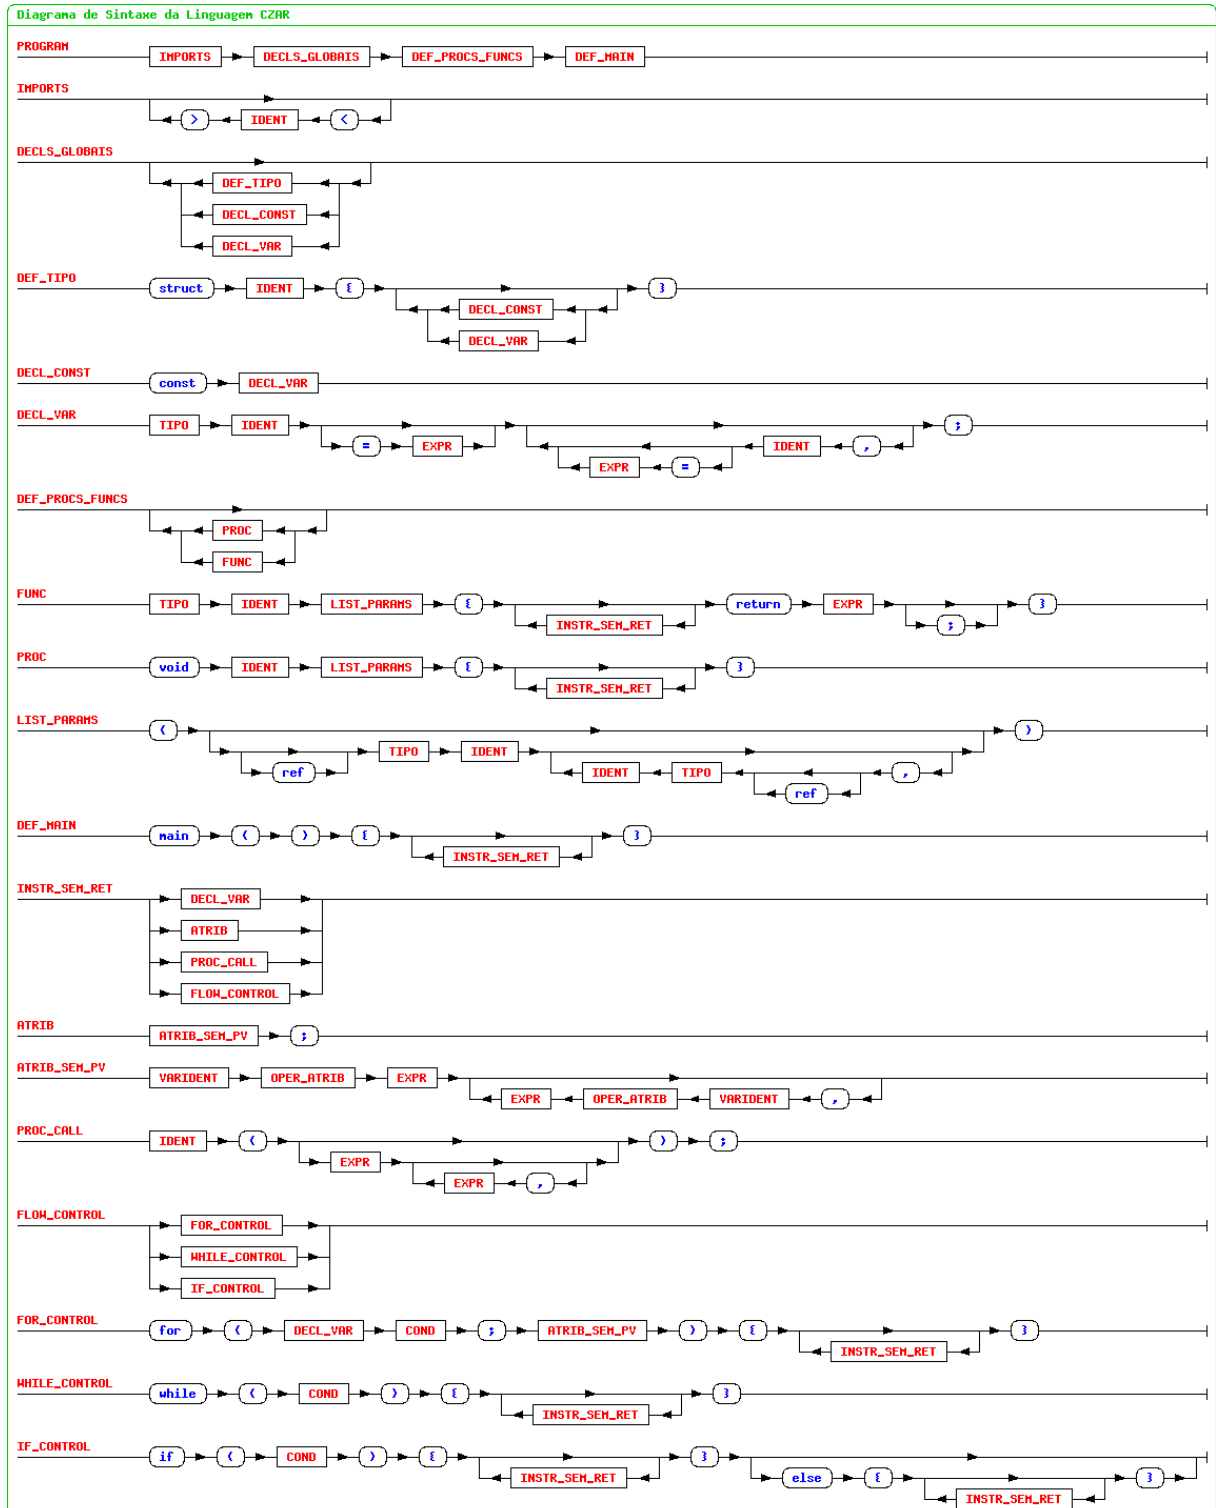 Diagrama de Sintaxe da Linguagem CZAR
PROGRAM
IMPORTS DECLS_GLOBAIS DEF_PROCS_FUNCS DEF_MAIN
IMPORTS
> IDENT <
DECLS_GLOBAIS
DEF_TIPO
DECL_CONST
DECL_VAR
DEF_TIPO
struct IDENT { }
DECL_CONST
DECL_VAR
DECL_CONST
const DECL_VAR
DECL_VAR
TIPO IDENT ;
= EXPR IDENT ,
EXPR =
DEF_PROCS_FUNCS
PROC
FUNC
FUNC
TIPO IDENT LIST_PARAMS { return EXPR }
INSTR_SEM_RET ;
PROC
void IDENT LIST_PARAMS { }
INSTR_SEM_RET
LIST_PARAMS
( )
TIPO IDENT
ref IDENT TIPO ,
ref
DEF_MAIN
main ( ) { }
INSTR_SEM_RET
INSTR_SEM_RET
DECL_VAR
ATRIB
PROC_CALL
FLOW_CONTROL
ATRIB
ATRIB_SEM_PV ;
ATRIB_SEM_PV
VARIDENT OPER_ATRIB EXPR
EXPR OPER_ATRIB VARIDENT ,
PROC_CALL
IDENT ( ) ;
EXPR
EXPR ,
FLOW_CONTROL
FOR_CONTROL
WHILE_CONTROL
IF_CONTROL
FOR_CONTROL
for ( DECL_VAR COND ; ATRIB_SEM_PV ) { }
INSTR_SEM_RET
WHILE_CONTROL
while ( COND ) { }
INSTR_SEM_RET
IF_CONTROL
if ( COND ) { }
INSTR_SEM_RET else { }
INSTR_SEM_RET